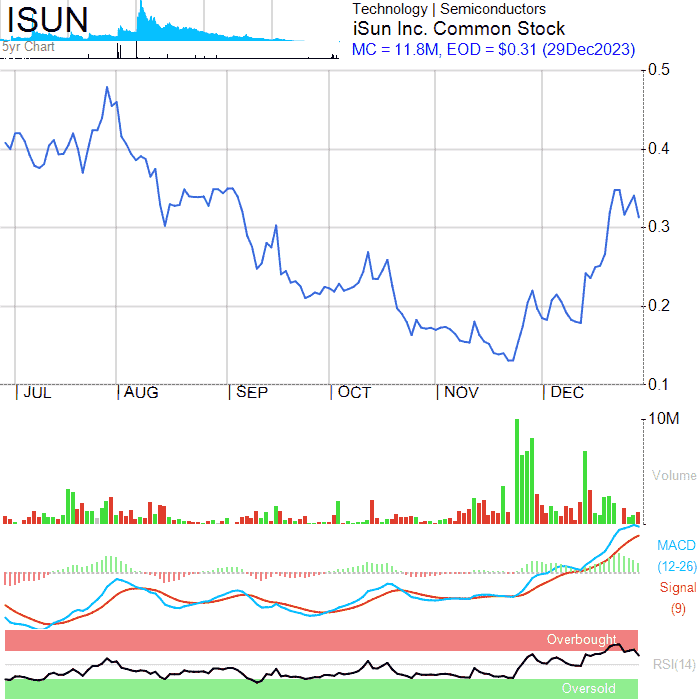 ISUN
5yr Chart
Technology | Semiconductors
iSun Inc. Common Stock
MC = 11.8M, EOD = $0.31 (29Dec2023)
0.5
0.4
0.3
0.2
0.1
JUL AUG SEP OCT NOV DEC
10M
Volume
MACD
(12-26)
Signal
(9)
Overbought
RSI(14)
Oversold